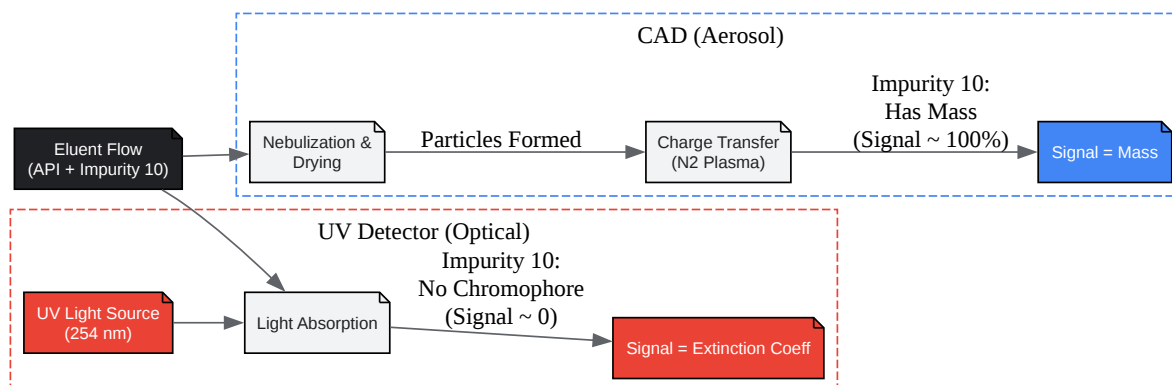 CAD (Aerosol)
Eluent Flow
(API + Impurity 10)
Nebulization &
Drying
Particles Formed
Charge Transfer
(N2 Plasma)
Impurity 10:
Has Mass
(Signal ~ 100%)
Signal = Mass
UV Detector (Optical)
UV Light Source
(254 nm)
Light Absorption
Impurity 10:
No Chromophore
(Signal ~ 0)
Signal = Extinction Coeff